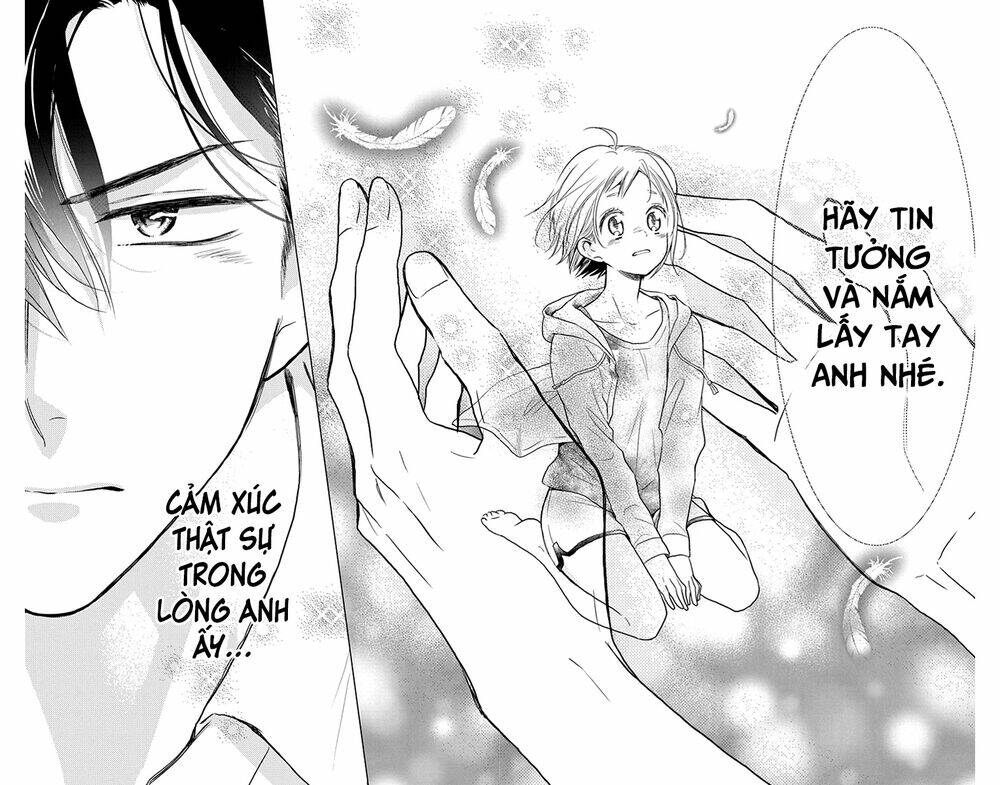 HÃY TIN
TƯỞNG
VÀ NẮM
LẤY TAY
ANH NHÉ.
CẢM XÚC
THẬT SỰ
TRONG
LÒNG ANH
ẤY...